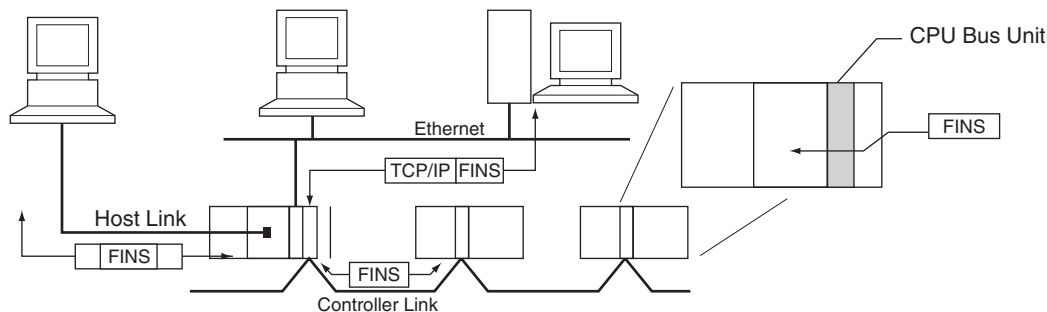 CPU Bus Unit
Ethernet
FINS
TCP/IP FINS
Host Link
FINS
FINS
Controller Link